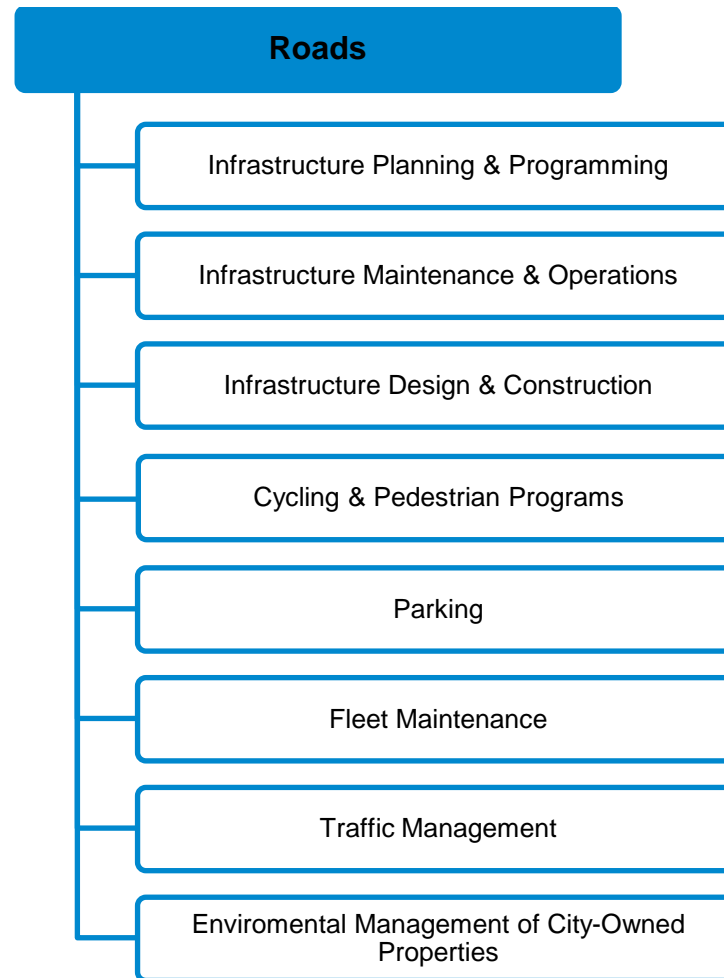 Roads
Infrastructure Planning & Programming
Infrastructure Maintenance & Operations
Infrastructure Design & Construction
Cycling & Pedestrian Programs
Parking
Fleet Maintenance
Traffic Management
Enviromental Management of City-Owned
Properties